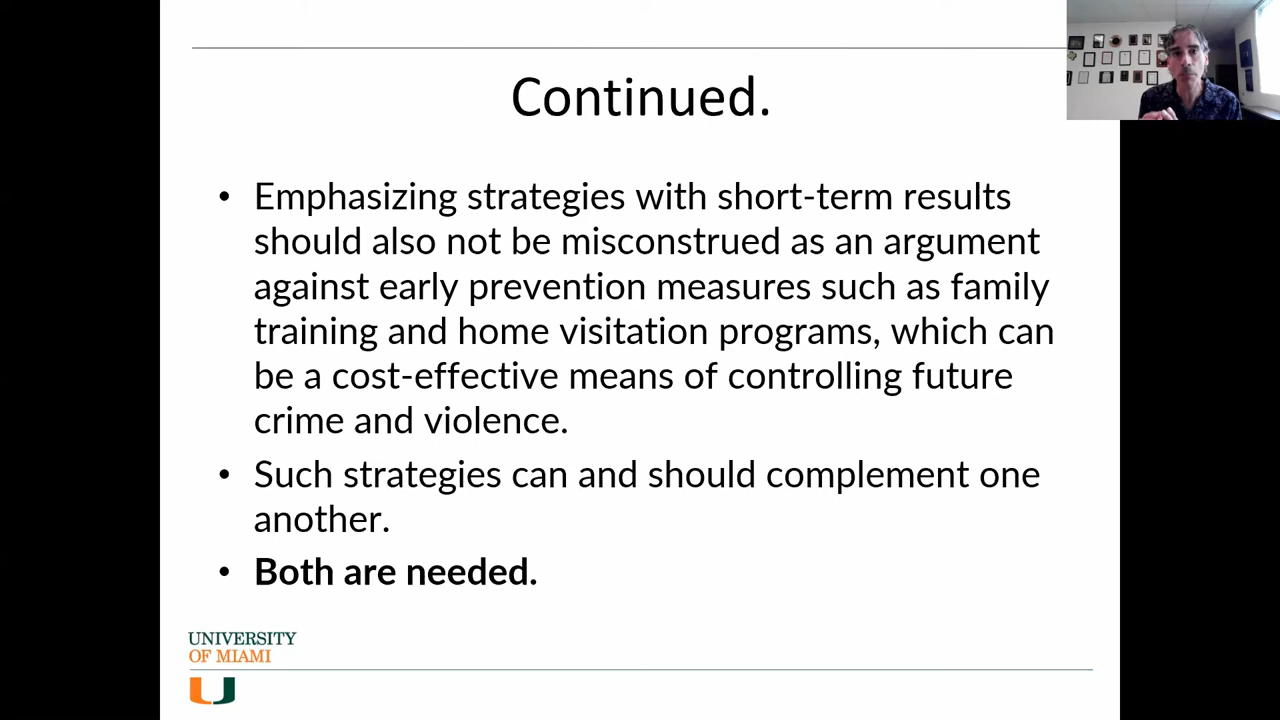 Continued.
• Emphasizing strategies with short-term results
should also not be misconstrued as an argument
against early prevention measures such as family
training and home visitation programs, which can
be a cost-effective means of controlling future
crime and violence.
• Such strategies can and should complement one
another.
• Both are needed.
UNIVERSITY
OF MIAMI